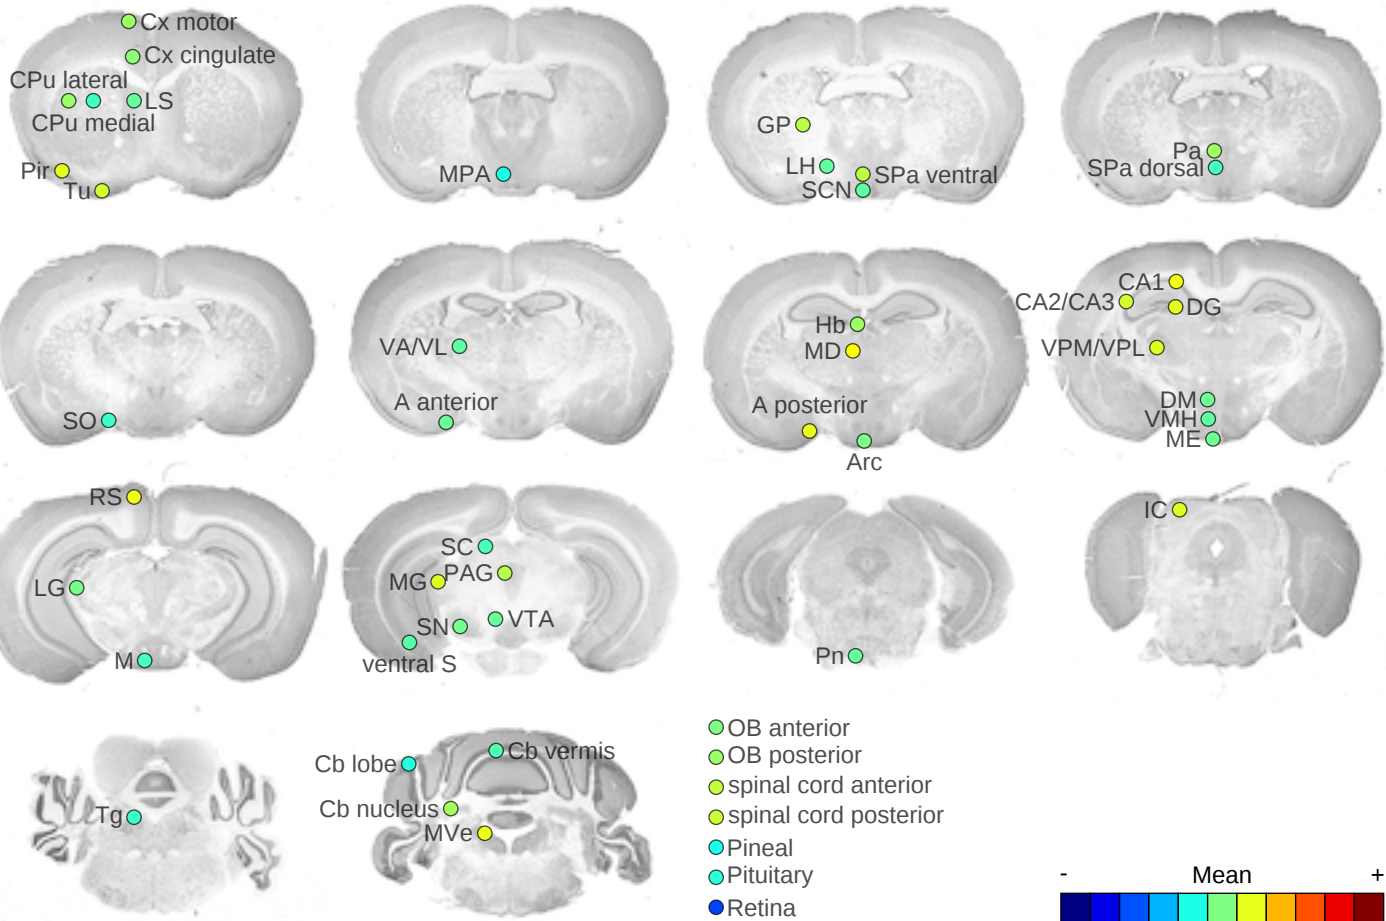 Cx motor
Cx cingulate
CPu lateral
LS
CPu medial
Pir
Tu
MPA
GP
LH
SPa ventral
SCN
Pa
SPa dorsal
SO
VA/VL
A anterior
Hb
MD
A posterior
Arc
CA1
CA2/CA3
DG
VPM/VPL
DM
VMH
ME
RS
LG
M
SC
MG
PAG
SN
VTA
ventral S
Pn
IC
Tg
Cb lobe
Cb vermis
Cb nucleus
MVe
OB anterior
OB posterior
spinal cord anterior
spinal cord posterior
Pineal
Pituitary
Retina
- Mean +